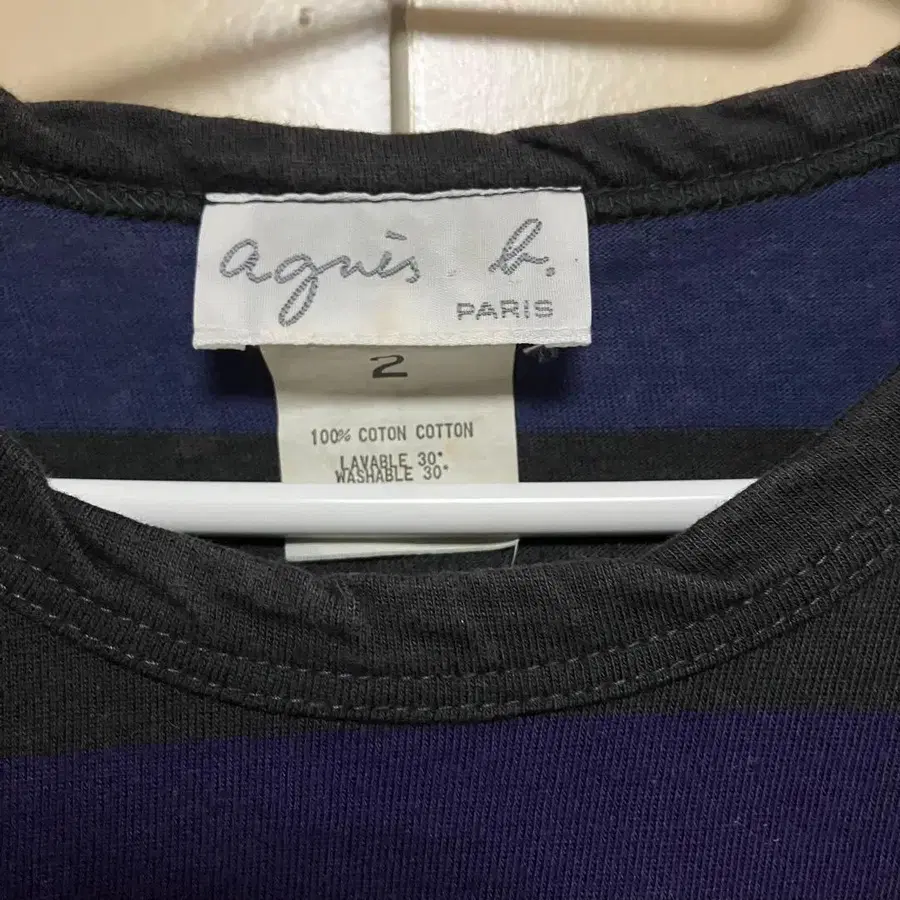 agnès b.
PARIS
2
100% COTON COTTON
LAVABLE 30°
WASHABLE 30°